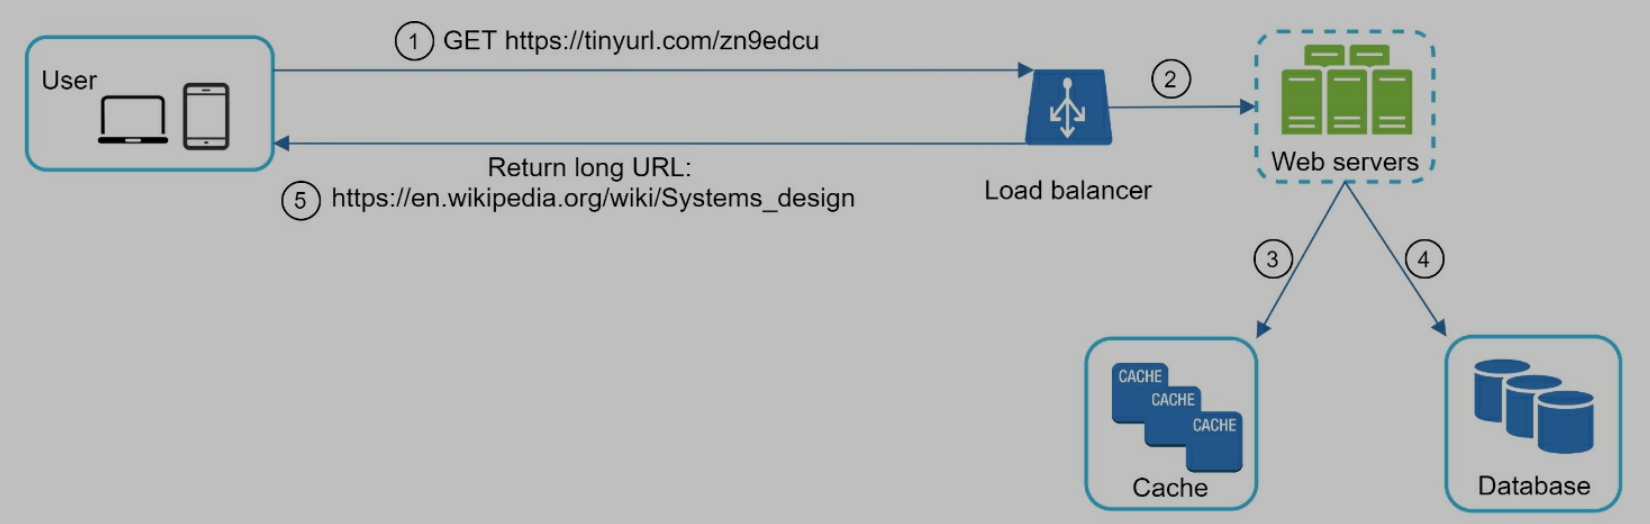 User
1 GET https://tinyurl.com/zn9edcu
2
Return long URL:
5 https://en.wikipedia.org/wiki/Systems_design
Load balancer
Web servers
3
4
CACHE
CACHE
CACHE
Cache
Database